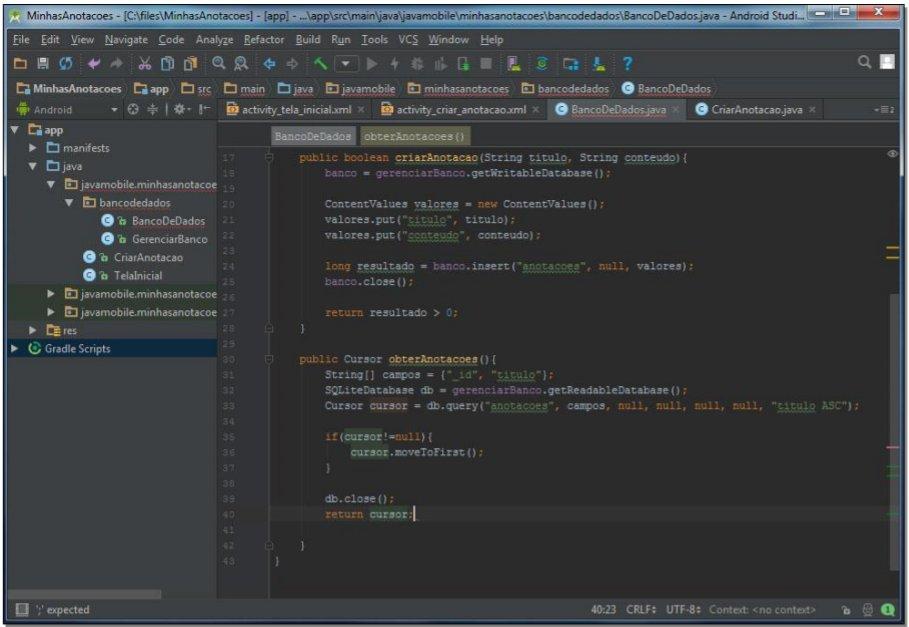 MinhasAnotacoes - [C:\files\MinhasAnotacoes] - [app] - ...\app\src\main\java\javamobile\minhasanotacoes\bancodedados\BancoDeDados.java - Android Studi...
File Edit View Navigate Code Analyze Refactor Build Run Tools VCS Window Help
MinhasAnotacoes app src main java javamobile minhasanotacoes bancodedados BancoDeDados
Android activity_tela_inicial.xml activity_criar_anotacao.xml BancoDeDados.java CriarAnotacao.java
BancoDeDados obterAnotacoes()
app
manifests
java
javamobile.minhasanotacoe
bancodedados
BancoDeDados
GerenciarBanco
CriarAnotacao
TelaInicial
javamobile.minhasanotacoe
javamobile.minhasanotacoe
res
Gradle Scripts
17 public boolean criarAnotacao(String titulo, String conteudo){
18 banco = gerenciarBanco.getWritableDatabase();
19
20 ContentValues valores = new ContentValues();
21 valores.put("titulo", titulo);
22 valores.put("conteudo", conteudo);
23
24 long resultado = banco.insert("anotacoes", null, valores);
25 banco.close();
26
27 return resultado > 0;
28 }
29
30 public Cursor obterAnotacoes(){
31 String[] campos = {"_id", "titulo"};
32 SQLiteDatabase db = gerenciarBanco.getReadableDatabase();
33 Cursor cursor = db.query("anotacoes", campos, null, null, null, null, "titulo ASC");
34
35 if(cursor!=null){
36 cursor.moveToFirst();
37 }
38
39 db.close();
40 return cursor;
41
42 }
43 }
';' expected 40:23 CRLF UTF-8 Context: <no context>